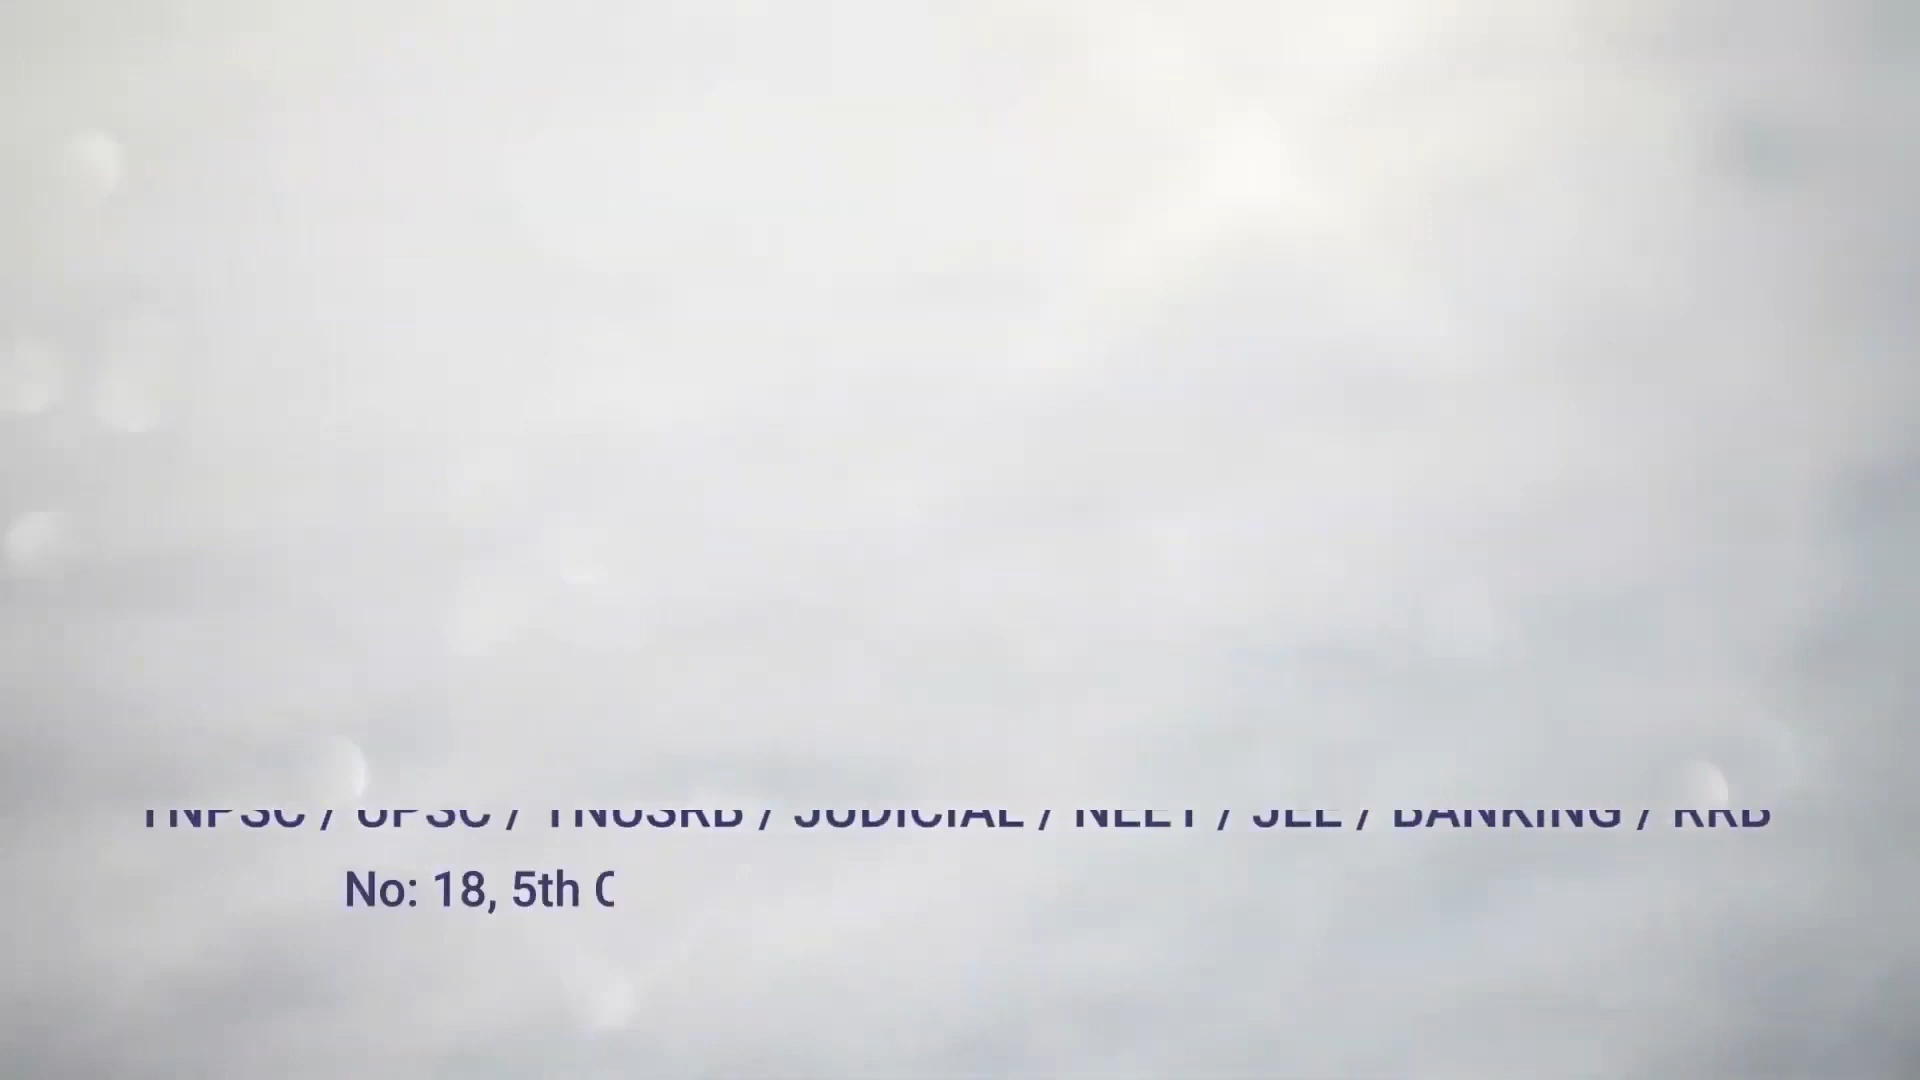 TNPSC / UPSC / TNUSRB / JUDICIAL / NEET / JEE / BANKING / RRB
No: 18, 5th